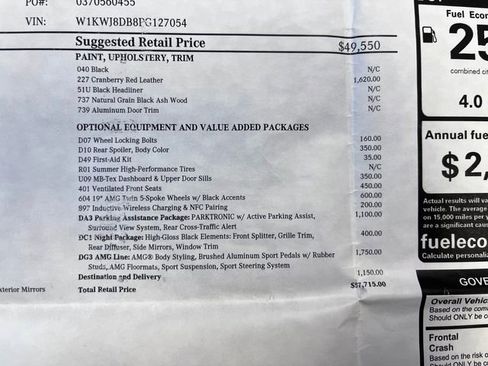 PO#: 0370560455
VIN: W1KWJ8DB8PG127054
Suggested Retail Price $49,550
PAINT, UPHOLSTERY, TRIM
040 Black N/C
227 Cranberry Red Leather 1,620.00
51U Black Headliner N/C
737 Natural Grain Black Ash Wood N/C
739 Aluminum Door Trim N/C
OPTIONAL EQUIPMENT AND VALUE ADDED PACKAGES
D07 Wheel Locking Bolts 160.00
D10 Rear Spoiler, Body Color 350.00
D49 First-Aid Kit 35.00
R01 Summer High-Performance Tires N/C
U09 MB-Tex Dashboard & Upper Door Sills 350.00
401 Ventilated Front Seats 450.00
604 19" AMG Twin 5-Spoke Wheels w/ Black Accents 600.00
897 Inductive Wireless Charging & NFC Pairing 200.00
DA3 Parking Assistance Package: PARKTRONIC w/ Active Parking Assist, 1,100.00
Surround View System, Rear Cross-Traffic Alert
DC1 Night Package: High-Gloss Black Elements: Front Splitter, Grille Trim, 400.00
Rear Diffuser, Side Mirrors, Window Trim
DG3 AMG Line: AMG® Body Styling, Brushed Aluminum Sport Pedals w/ Rubber 1,750.00
Studs, AMG Floormats, Sport Suspension, Sport Steering System
Destination and Delivery 1,150.00
Exterior Mirrors Total Retail Price $57,715.00
Fuel Econo
25
combined cit
4.0
Annual fue
$2,
Actual results will va
vehicle. The average
on 15,000 miles per y
are a significant cause
fueleco
Calculate personaliz
GOVE
Overall Vehic
Based on the com
Should ONLY be c
Frontal
Crash
Based on the risk o
Should ONLY be c